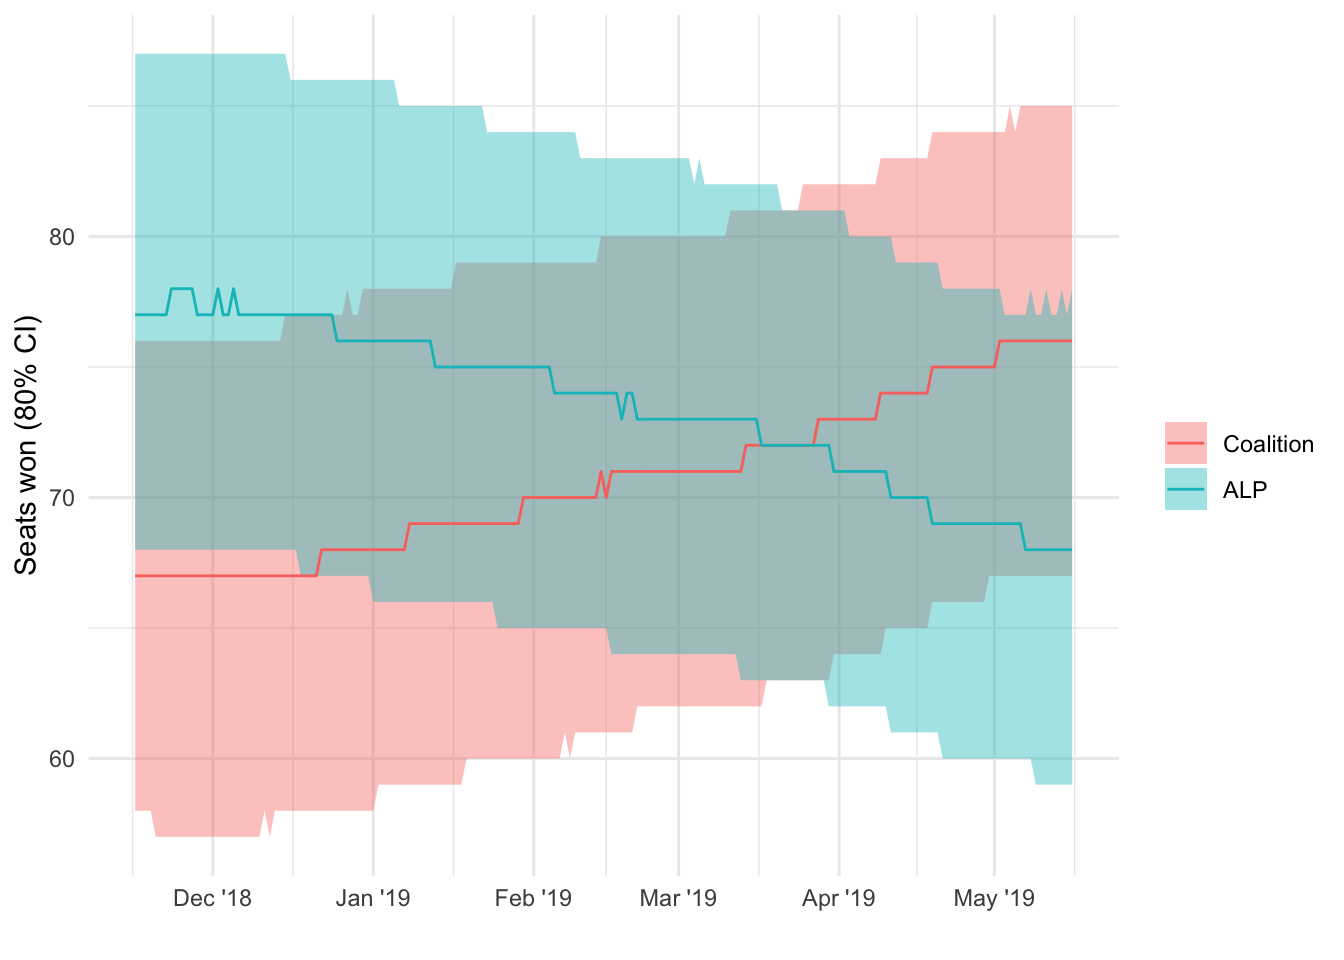 Seats won (80% CI)
80
70
60
Dec '18
Jan '19
Feb '19
Mar '19
Apr '19
May '19
Coalition
ALP